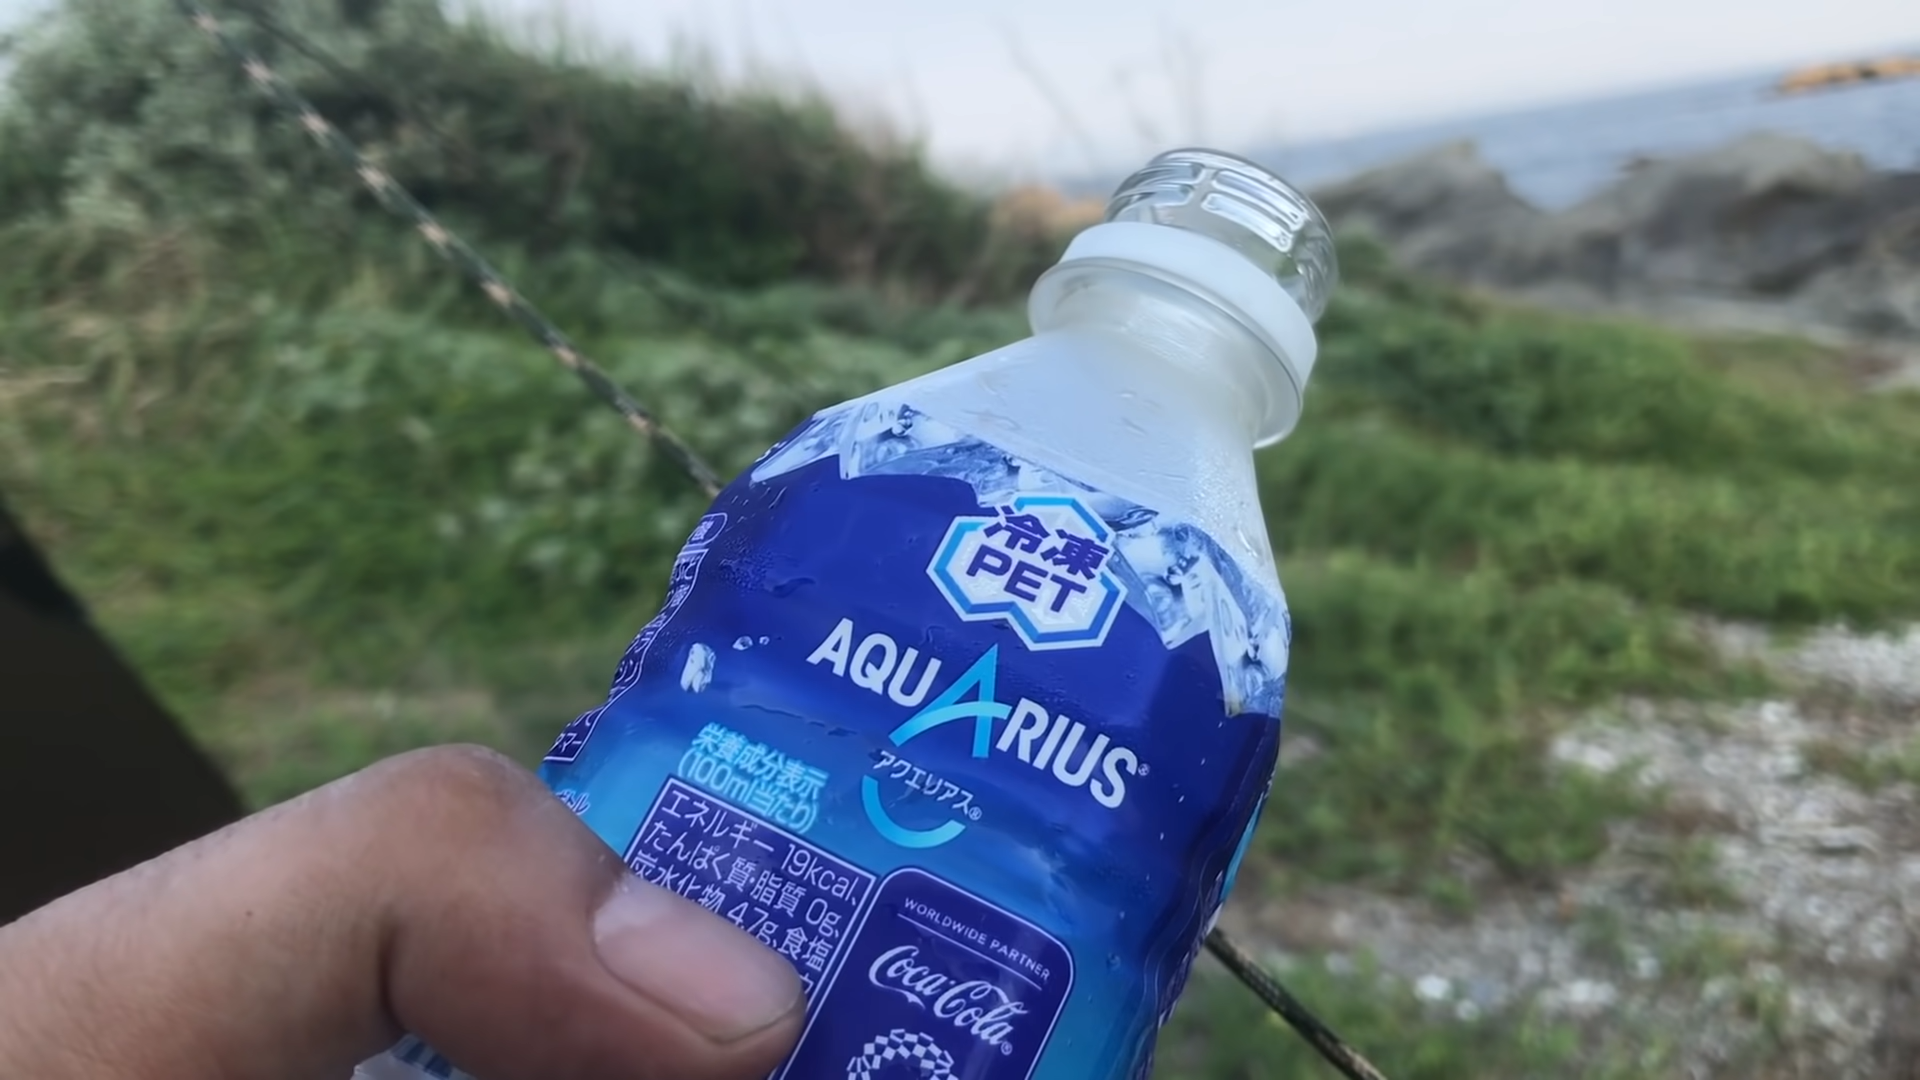 冷凍
PET
AQUARIUS®
アクエリアス®
栄養成分表示
(100ml当たり)
エネルギー 19kcal、
たんぱく質・脂質 0g、
炭水化物 4.7g、食塩
WORLDWIDE PARTNER
Coca-Cola®